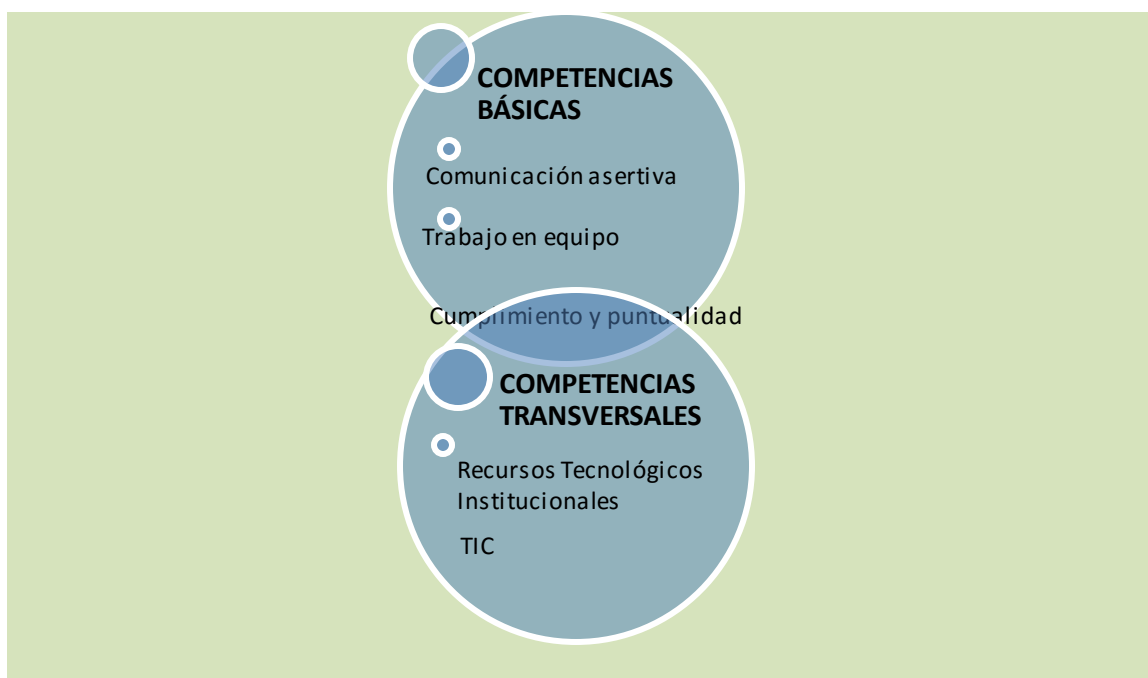 COMPETENCIAS
BÁSICAS
Comunicación asertiva
Trabajo en equipo
Cumplimiento y puntualidad
COMPETENCIAS
TRANSVERSALES
Recursos Tecnológicos
Institucionales
TIC